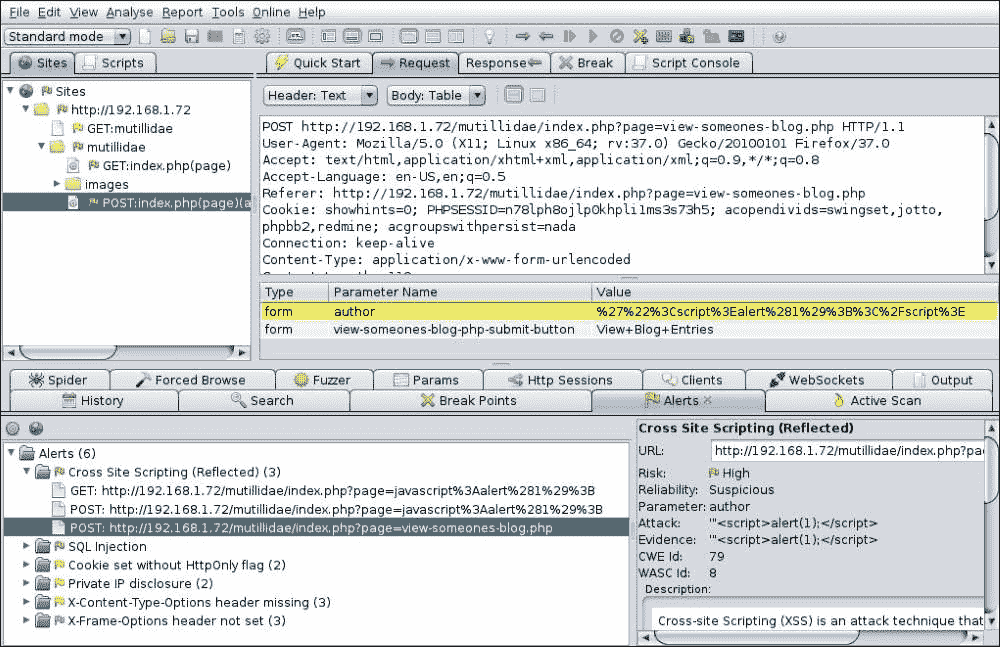 File Edit View Analyse Report Tools Online Help
Standard mode
Sites Scripts
Quick Start Request Response Break Script Console
Sites
http://192.168.1.72
GET:mutillidae
mutillidae
GET:index.php(page)
images
POST:index.php(page)(a
Header: Text Body: Table
POST http://192.168.1.72/mutillidae/index.php?page=view-someones-blog.php HTTP/1.1
User-Agent: Mozilla/5.0 (X11; Linux x86_64; rv:37.0) Gecko/20100101 Firefox/37.0
Accept: text/html,application/xhtml+xml,application/xml;q=0.9,*/*;q=0.8
Accept-Language: en-US,en;q=0.5
Referer: http://192.168.1.72/mutillidae/index.php?page=view-someones-blog.php
Cookie: showhints=0; PHPSESSID=n78lph8ojlp0khpli1ms3s73h5; acopendivids=swingset,jotto,
phpbb2,redmine; acgroupswithpersist=nada
Connection: keep-alive
Content-Type: application/x-www-form-urlencoded
Type Parameter Name Value
form author %27%22%3Cscript%3Ealert%281%29%3B%3C%2Fscript%3E
form view-someones-blog-php-submit-button View+Blog+Entries
Spider Forced Browse Fuzzer Params Http Sessions Clients WebSockets Output
History Search Break Points Alerts Active Scan
Alerts (6)
Cross Site Scripting (Reflected) (3)
GET: http://192.168.1.72/mutillidae/index.php?page=javascript%3Aalert%281%29%3B
POST: http://192.168.1.72/mutillidae/index.php?page=javascript%3Aalert%281%29%3B
POST: http://192.168.1.72/mutillidae/index.php?page=view-someones-blog.php
SQL Injection
Cookie set without HttpOnly flag (2)
Private IP disclosure (2)
X-Content-Type-Options header missing (3)
X-Frame-Options header not set (3)
Cross Site Scripting (Reflected)
URL: http://192.168.1.72/mutillidae/index.php?pa
Risk: High
Reliability: Suspicious
Parameter: author
Attack: '"<script>alert(1);</script>
Evidence: '"<script>alert(1);</script>
CWE Id: 79
WASC Id: 8
Description:
Cross-site Scripting (XSS) is an attack technique that